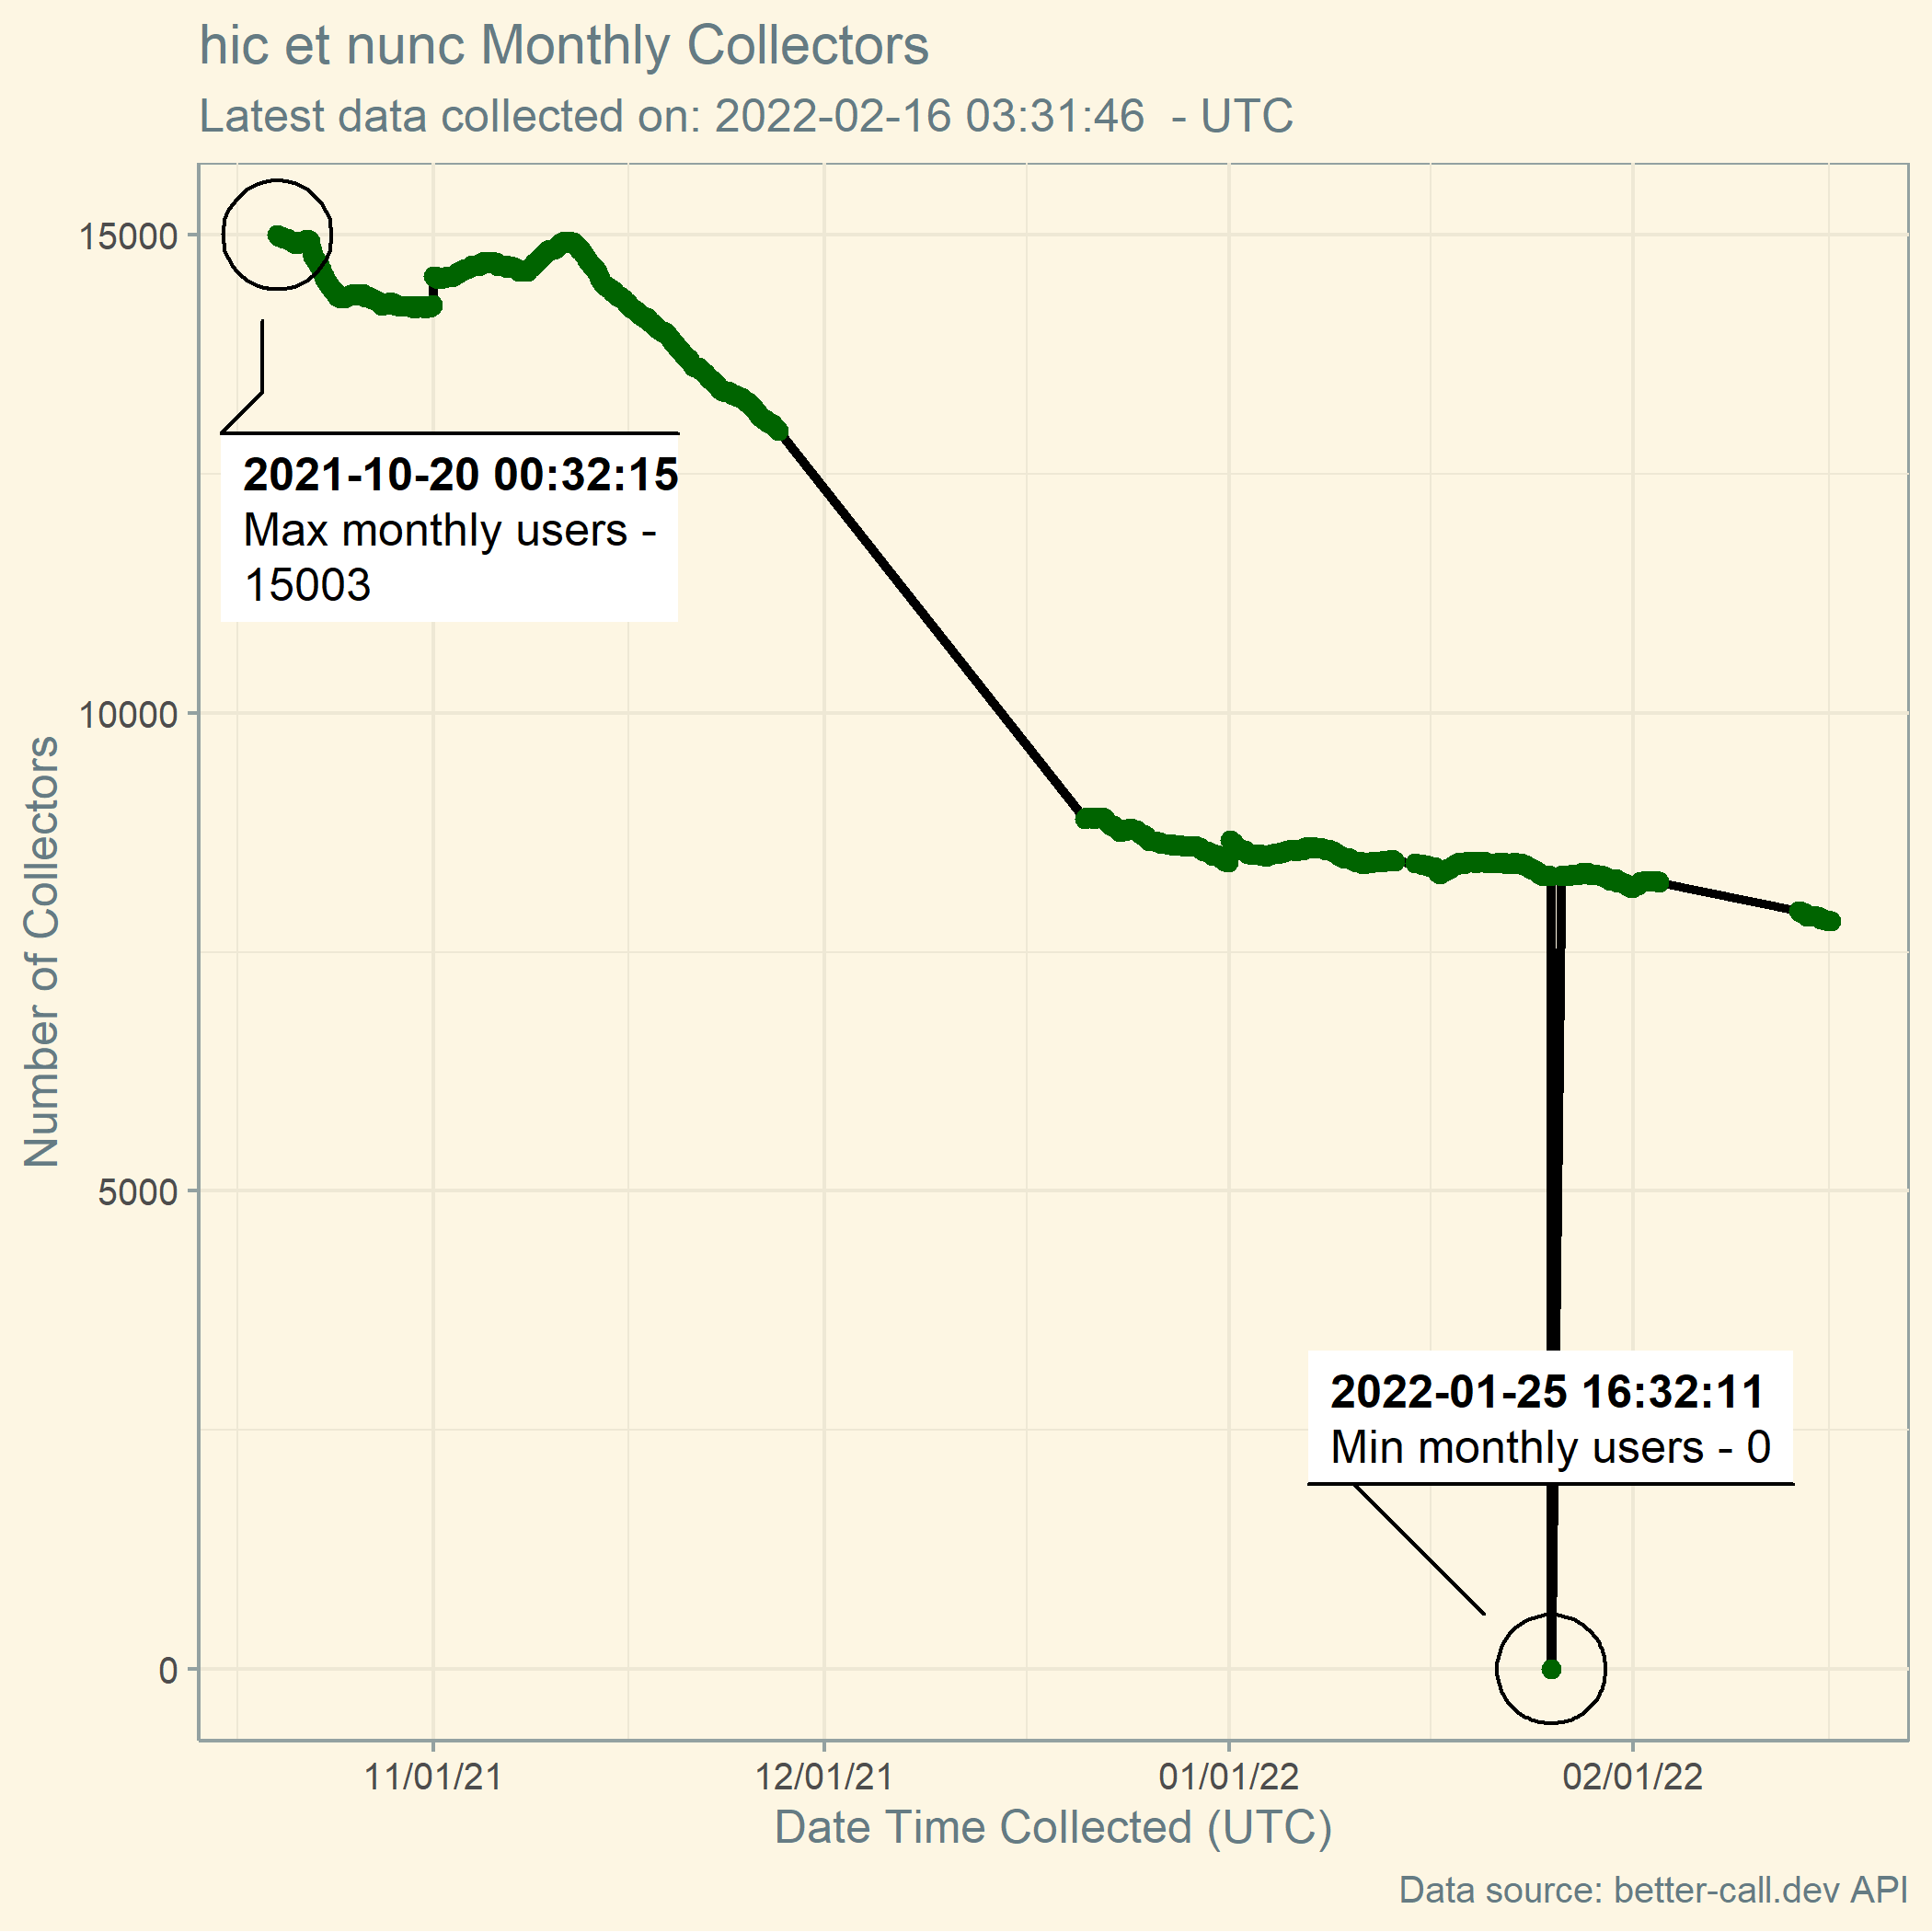 hic et nunc Monthly Collectors
Latest data collected on: 2022-02-16 03:31:46  - UTC
Number of Collectors
15000
10000
5000
0
2021-10-20 00:32:15
Max monthly users -
15003
2022-01-25 16:32:11
Min monthly users - 0
11/01/21
12/01/21
01/01/22
02/01/22
Date Time Collected (UTC)
Data source: better-call.dev API